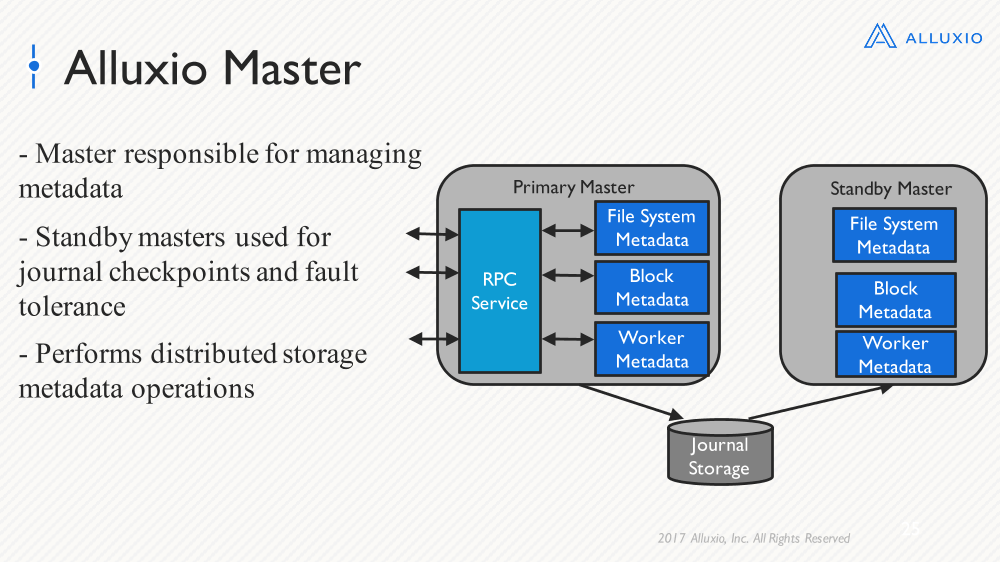 ALLUXIO
Alluxio Master
- Master responsible for managing
metadata
- Standby masters used for
journal checkpoints and fault
tolerance
- Performs distributed storage
metadata operations
Primary Master
RPC
Service
File System
Metadata
Block
Metadata
Worker
Metadata
Standby Master
File System
Metadata
Block
Metadata
Worker
Metadata
Journal
Storage
2017 Alluxio, Inc. All Rights Reserved